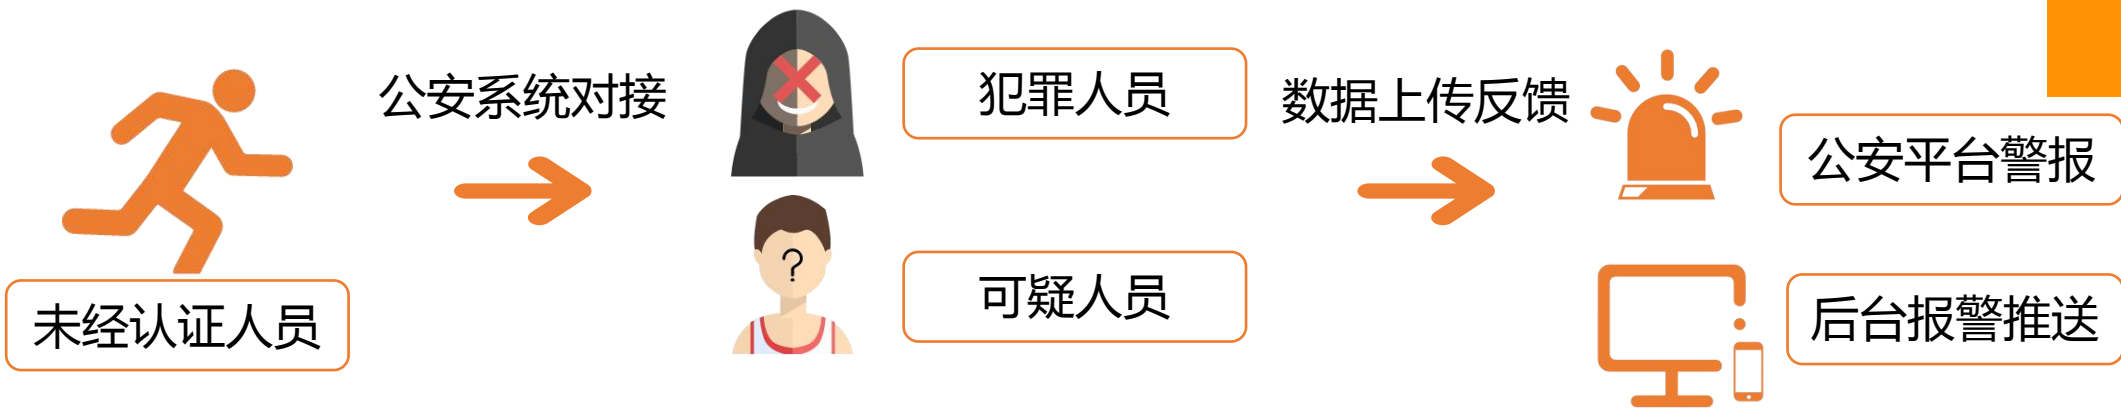 未经认证人员
公安系统对接
犯罪人员
?
可疑人员
数据上传反馈
公安平台警报
后台报警推送